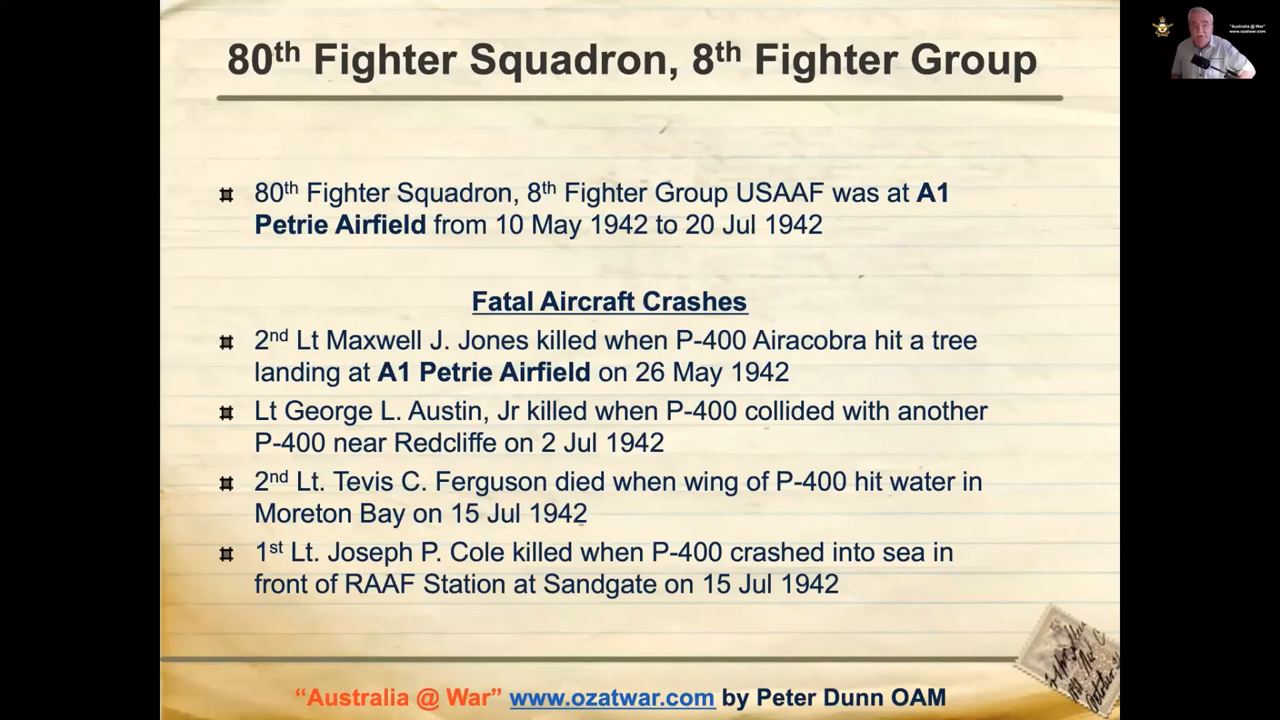 80th Fighter Squadron, 8th Fighter Group
80th Fighter Squadron, 8th Fighter Group USAAF was at A1
Petrie Airfield from 10 May 1942 to 20 Jul 1942
Fatal Aircraft Crashes
2nd Lt Maxwell J. Jones killed when P-400 Airacobra hit a tree
landing at A1 Petrie Airfield on 26 May 1942
Lt George L. Austin, Jr killed when P-400 collided with another
P-400 near Redcliffe on 2 Jul 1942
2nd Lt. Tevis C. Ferguson died when wing of P-400 hit water in
Moreton Bay on 15 Jul 1942
1st Lt. Joseph P. Cole killed when P-400 crashed into sea in
front of RAAF Station at Sandgate on 15 Jul 1942
“Australia @ War” www.ozatwar.com by Peter Dunn OAM
"Australia @ War"
www.ozatwar.com